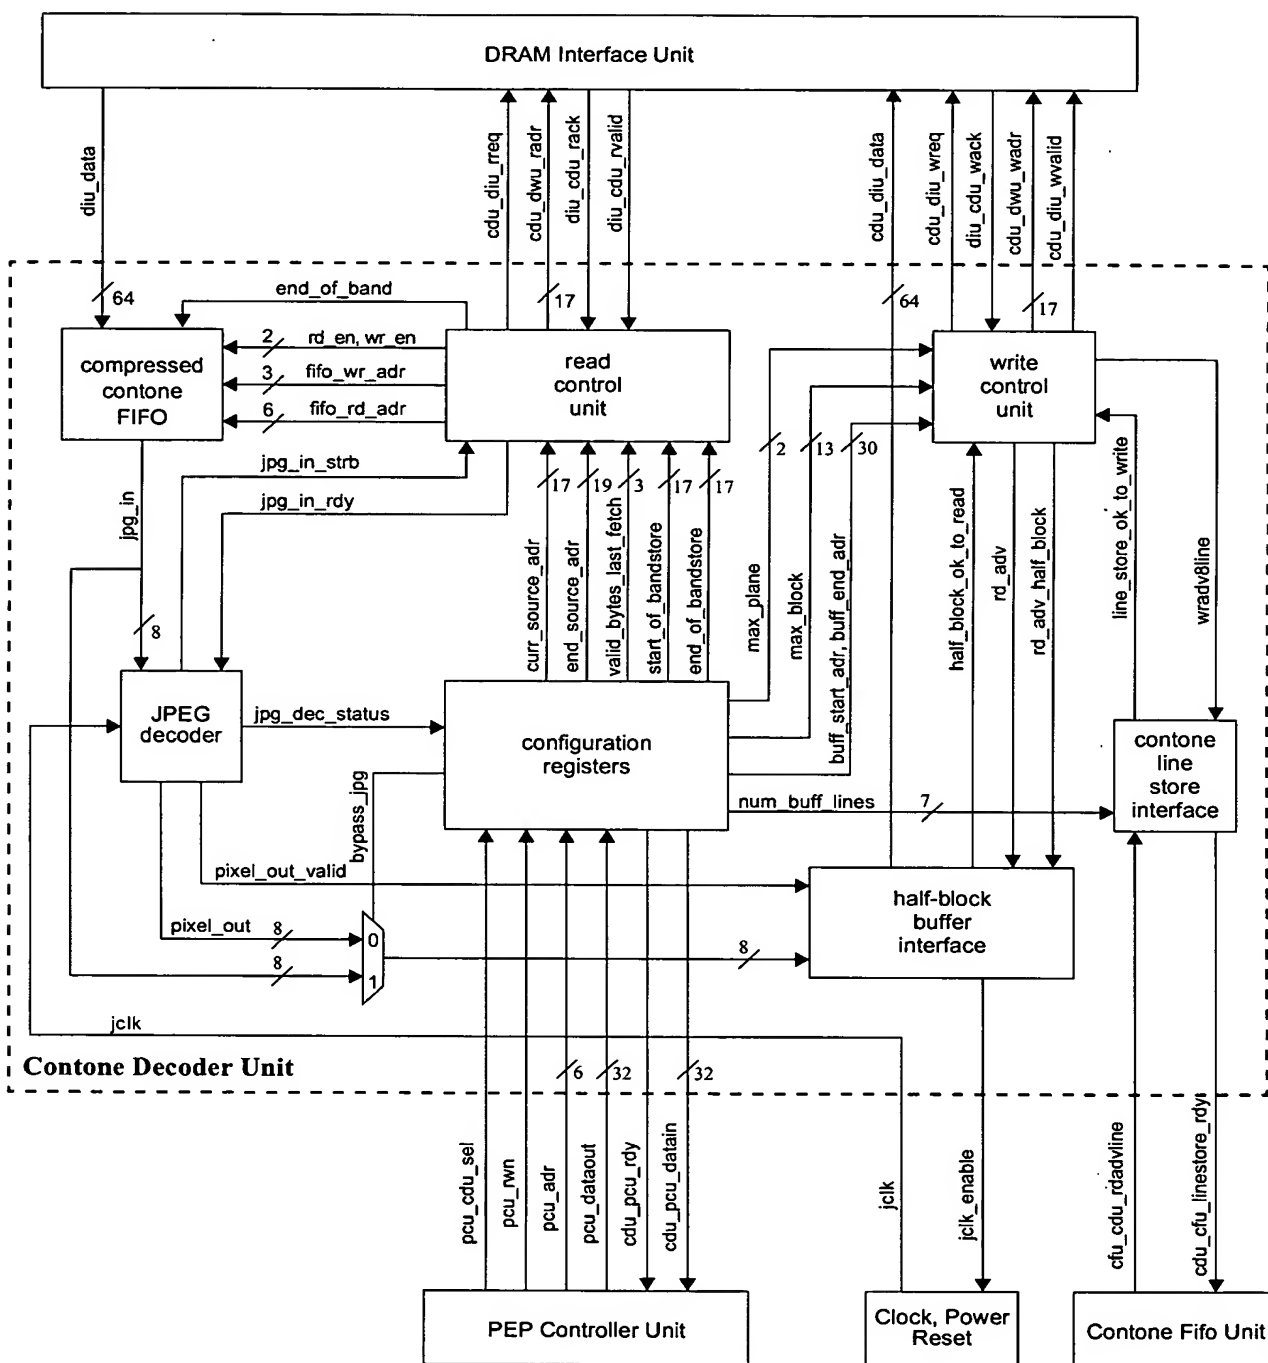 DRAM Interface Unit
diu_data
cdu_diu_rreq
cdu_dwu_radr
diu_cdu_rack
diu_cdu_rvalid
cdu_diu_data
cdu_diu_wreq
diu_cdu_wack
cdu_dwu_wadr
cdu_diu_wvalid
64
17
64
17
end_of_band
compressed
contone
FIFO
2
rd_en, wr_en
3
fifo_wr_adr
6
fifo_rd_adr
read
control
unit
write
control
unit
2
13
30
jpg_in
jpg_in_strb
jpg_in_rdy
8
17
19
3
17
17
curr_source_adr
end_source_adr
valid_bytes_last_fetch
start_of_bandstore
end_of_bandstore
max_plane
max_block
buff_start_adr, buff_end_adr
half_block_ok_to_read
rd_adv
rd_adv_half_block
line_store_ok_to_write
wradv8line
JPEG
decoder
jpg_dec_status
configuration
registers
contone
line
store
interface
bypass_jpg
num_buff_lines
7
pixel_out_valid
half-block
buffer
interface
pixel_out
8
0
8
1
8
jclk
Contone Decoder Unit
6
32
32
pcu_cdu_sel
pcu_rwn
pcu_adr
pcu_dataout
cdu_pcu_rdy
cdu_pcu_datain
jclk
jclk_enable
cfu_cdu_rdadvline
cdu_cfu_linestore_rdy
PEP Controller Unit
Clock, Power
Reset
Contone Fifo Unit